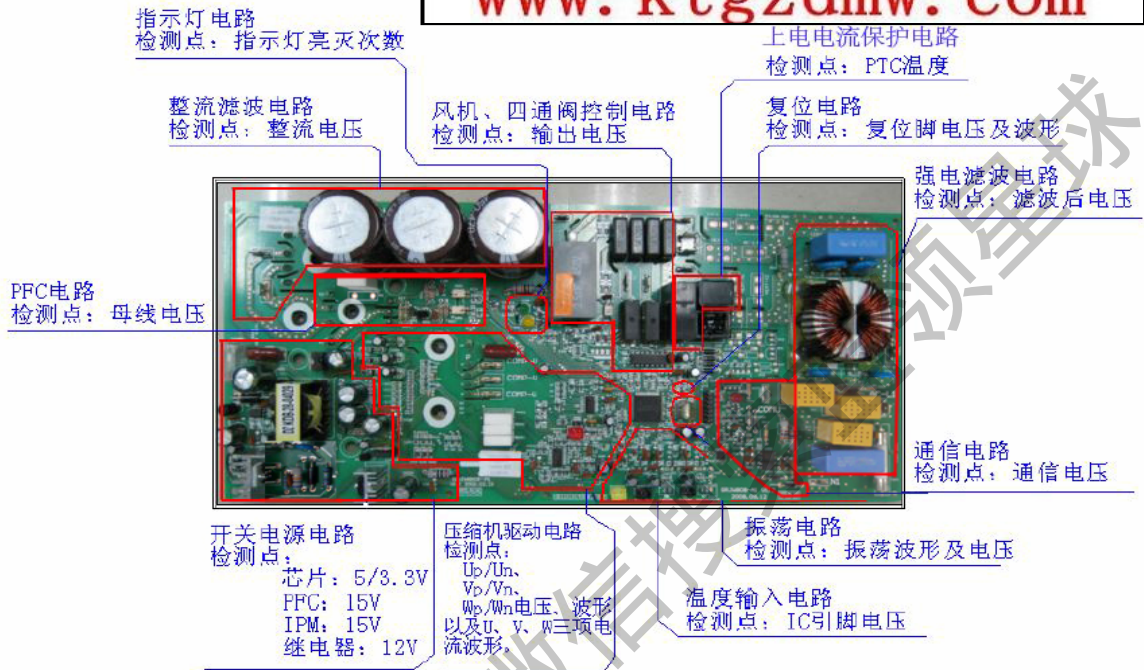 www.ktgzdmw.com
指示灯电路
检测点：指示灯亮灭次数
上电电流保护电路
检测点：PTC温度
整流滤波电路
检测点：整流电压
风机、四通阀控制电路
检测点：输出电压
复位电路
检测点：复位脚电压及波形
强电滤波电路
检测点：滤波后电压
PFC电路
检测点：母线电压
COMP-U
COMP-V
通信电路
检测点：通信电压
开关电源电路
检测点：
芯片：5/3.3V
PFC：15V
IPM：15V
继电器：12V
压缩机驱动电路
检测点：
Up/Un、
Vp/Vn、
Wp/Wn电压、波形
以及U、V、W三项电
流波形。
振荡电路
检测点：振荡波形及电压
温度输入电路
检测点：IC引脚电压